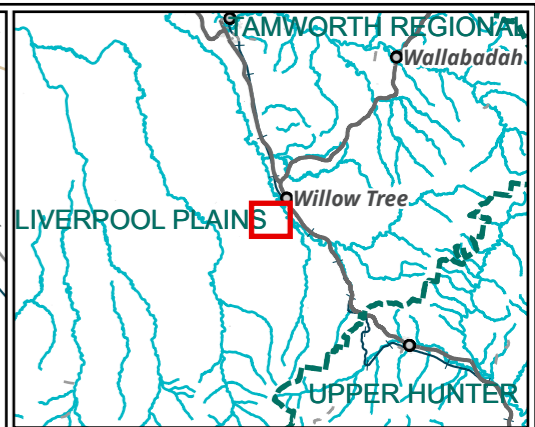 TAMWORTH REGIONAL
Wallabadah
Willow Tree
LIVERPOOL PLAINS
UPPER HUNTER